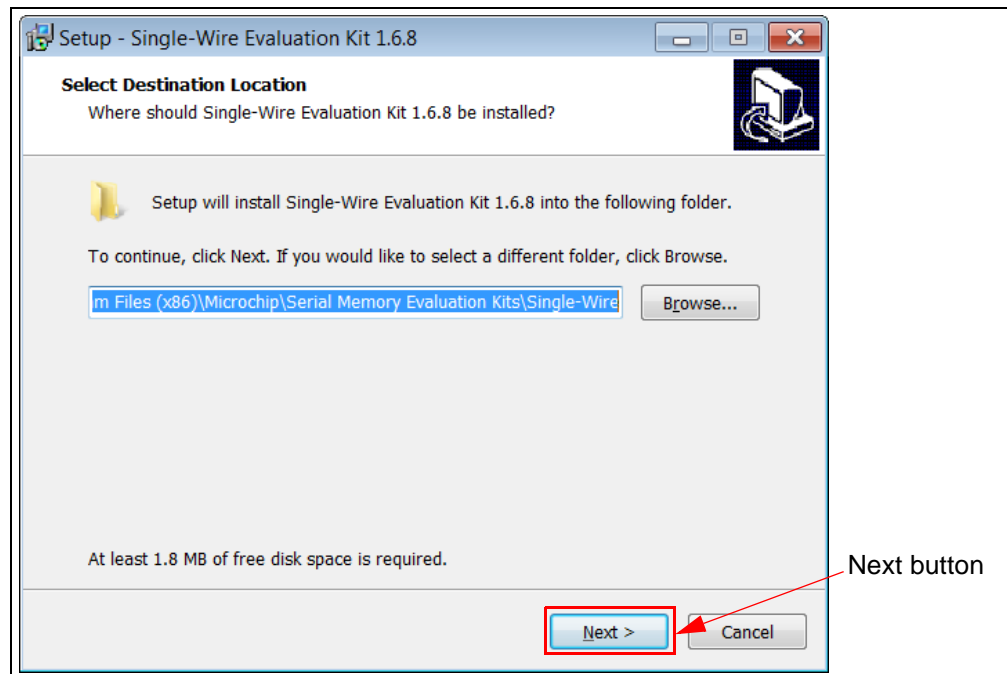 Setup - Single-Wire Evaluation Kit 1.6.8
Select Destination Location
Where should Single-Wire Evaluation Kit 1.6.8 be installed?
Setup will install Single-Wire Evaluation Kit 1.6.8 into the following folder.
To continue, click Next. If you would like to select a different folder, click Browse.
m Files (x86)\Microchip\Serial Memory Evaluation Kits\Single-Wire
Browse...
At least 1.8 MB of free disk space is required.
Next button
Next >
Cancel